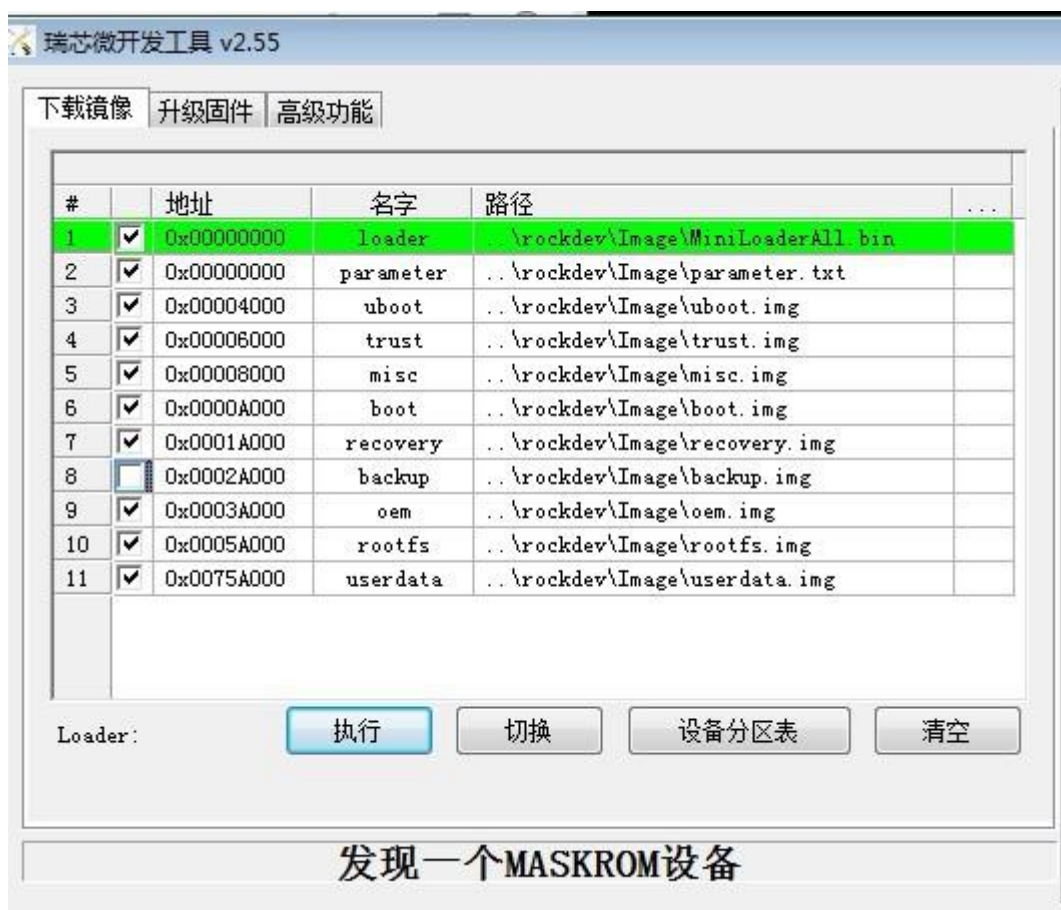 瑞芯微开发工具 v2.55
下载镜像 升级固件 高级功能
# 地址 名字 路径 ...
1 0x00000000 loader ..\rockdev\Image\MiniLoaderAll.bin
2 0x00000000 parameter ..\rockdev\Image\parameter.txt
3 0x00004000 uboot ..\rockdev\Image\uboot.img
4 0x00006000 trust ..\rockdev\Image\trust.img
5 0x00008000 misc ..\rockdev\Image\misc.img
6 0x0000A000 boot ..\rockdev\Image\boot.img
7 0x0001A000 recovery ..\rockdev\Image\recovery.img
8 0x0002A000 backup ..\rockdev\Image\backup.img
9 0x0003A000 oem ..\rockdev\Image\oem.img
10 0x0005A000 rootfs ..\rockdev\Image\rootfs.img
11 0x0075A000 userdata ..\rockdev\Image\userdata.img
Loader: 执行 切换 设备分区表 清空
发现一个MASKROM设备